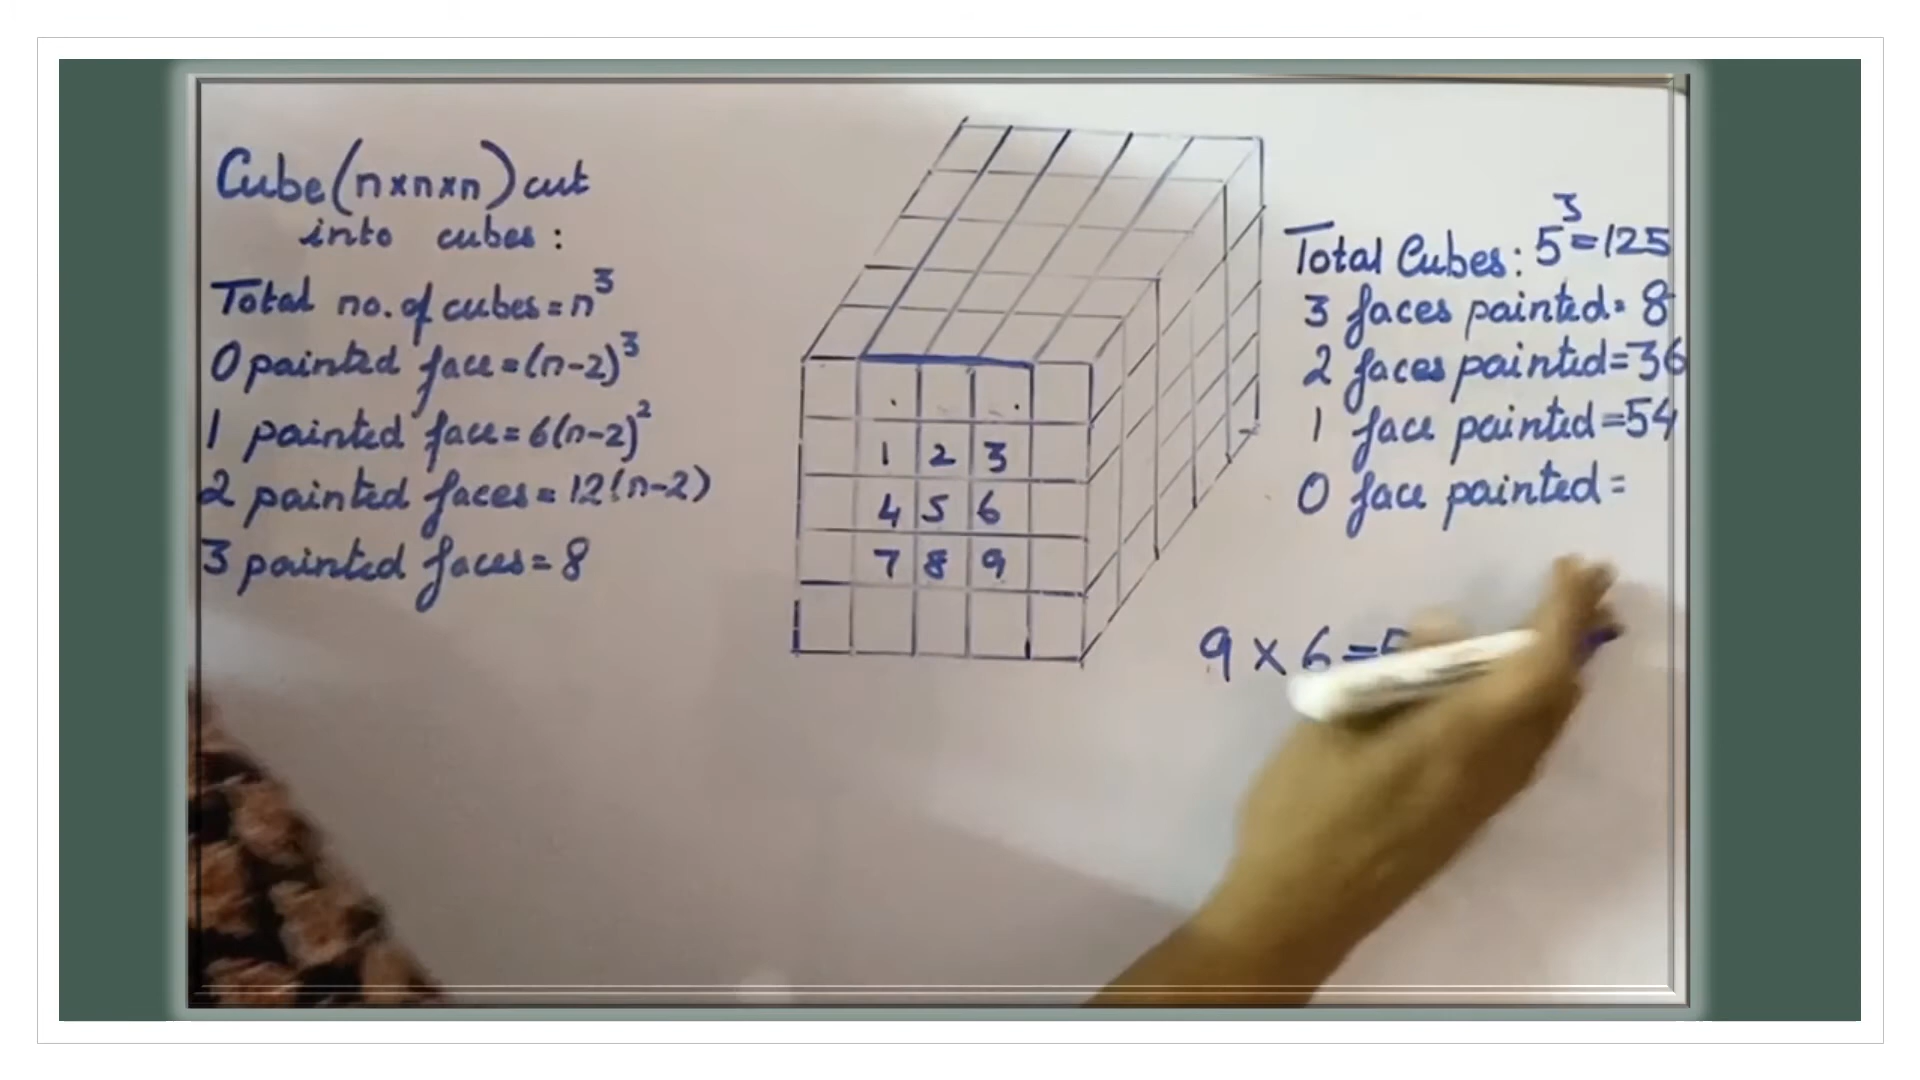 Cube (n×n×n) cut
into cubes:
Total no. of cubes = n³
0 painted face = (n-2)³
1 painted face = 6(n-2)²
2 painted faces = 12(n-2)
3 painted faces = 8
1 2 3
4 5 6
7 8 9
Total Cubes: 5³=125
3 faces painted = 8
2 faces painted = 36
1 face painted = 54
0 face painted =
9 × 6 = 5